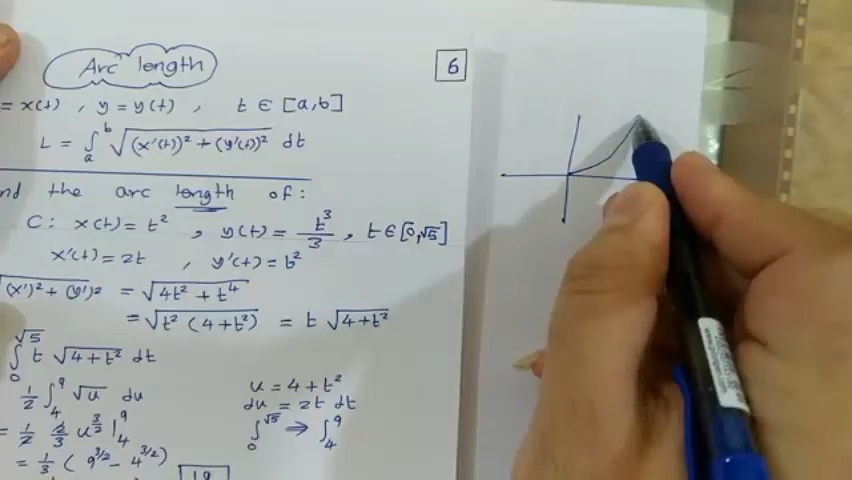 Arc length
6
= x(t) , y = y(t) , t ∈ [a,b]
L = ∫_a^b √((x'(t))² + (y'(t))²) dt
the arc length of:
C: x(t) = t² , y(t) = t³/3 , t ∈ [0,√5]
x'(t) = 2t , y'(t) = t²
√((x')² + (y')²) = √(4t² + t⁴)
= √(t² (4+t²)) = t √(4+t²)
∫_0^√5 t √(4+t²) dt
1/2 ∫_4^9 √u du
u = 4+t²
du = 2t dt
∫_0^√5 ⇒ ∫_4^9
= 1/2 2/3 u^(3/2) |_4^9
= 1/3 ( 9^(3/2) - 4^(3/2) )
19